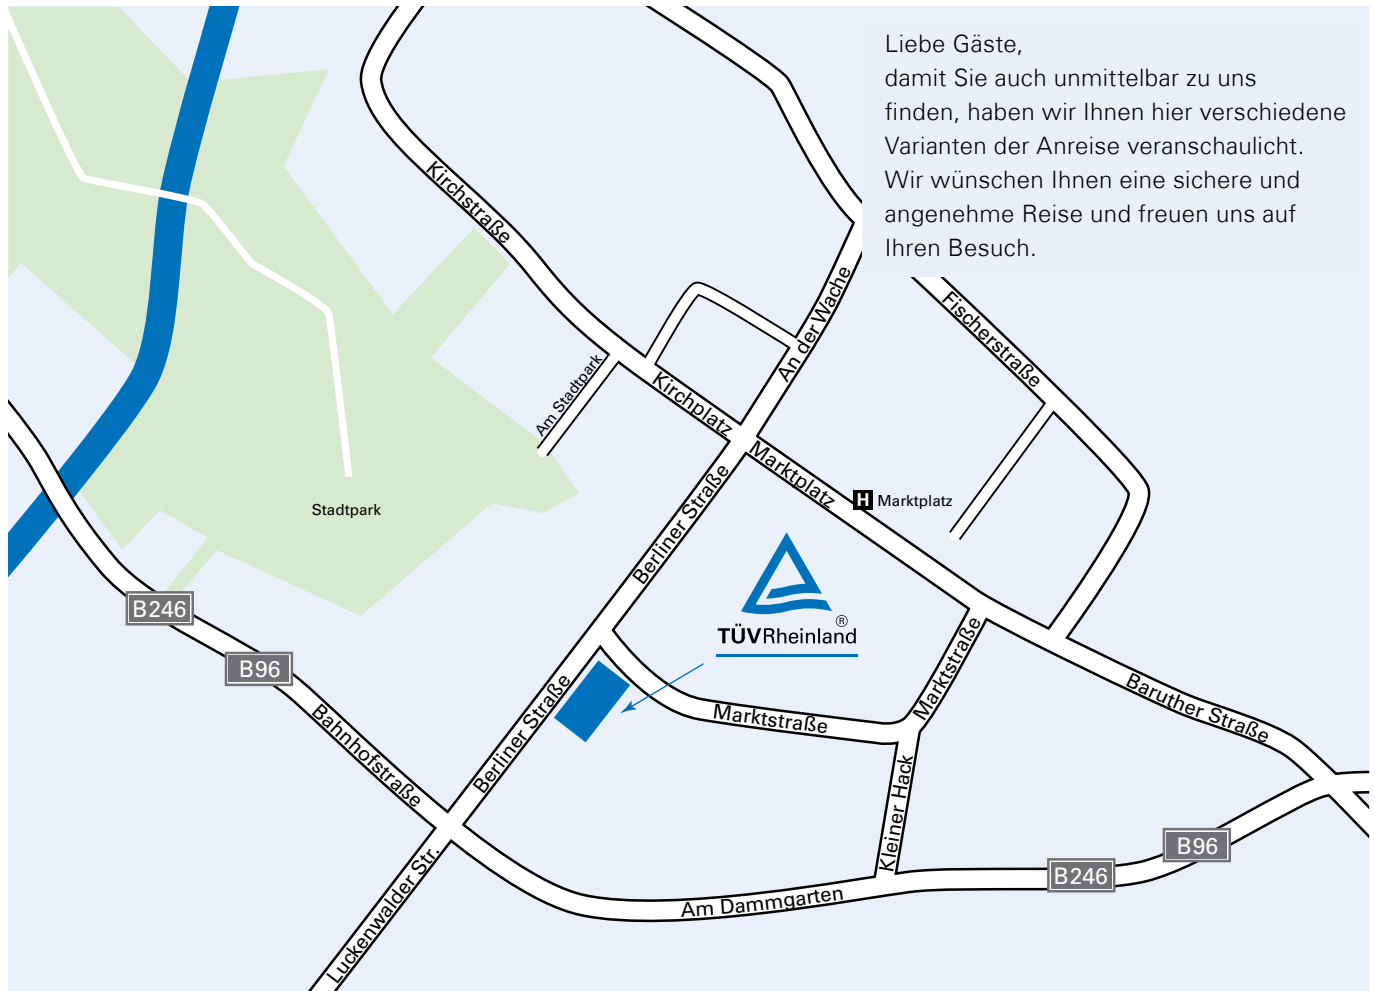 Liebe Gäste,
damit Sie auch unmittelbar zu uns
finden, haben wir Ihnen hier verschiedene
Varianten der Anreise veranschaulicht.
Wir wünschen Ihnen eine sichere und
angenehme Reise und freuen uns auf
Ihren Besuch.
Kirchstraße
An der Wache
Fischerstraße
Am Stadtpark
Kirchplatz
Marktplatz
H Marktplatz
Stadtpark
Berliner Straße
B246
TÜVRheinland®
B96
Marktstraße
Baruther Straße
Berliner Straße
Marktstraße
Bahnhofstraße
Kleiner Hack
B96
B246
Luckenwalder Str.
Am Dammgarten